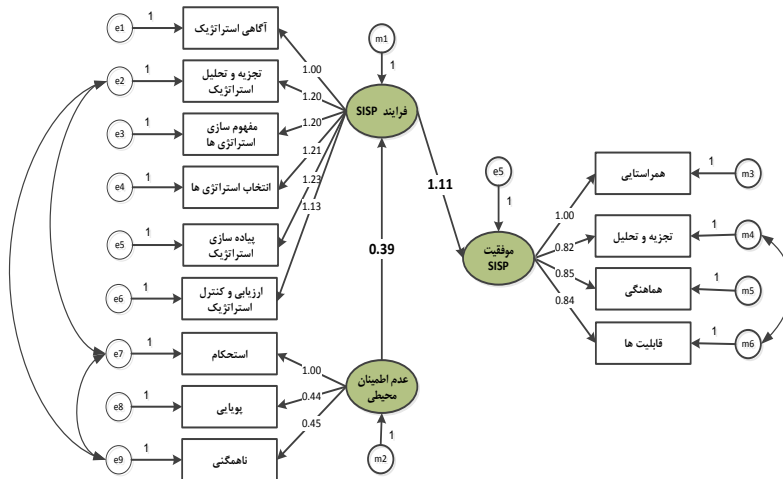 e1
1
آگاهی استراتژیک
e2
1
تجزیه و تحلیل
استراتژیک
e3
1
مفهوم سازی
استراتژی ها
e4
1
انتخاب استراتژی ها
e5
1
پیاده سازی
استراتژیک
e6
1
ارزیابی و کنترل
استراتژیک
e7
1
استحکام
e8
1
پویایی
e9
1
ناهمگنی
1.00
1.20
1.20
1.21
1.23
1.13
m1
1
فرایند SISP
0.39
1.00
0.44
0.45
عدم اطمینان
محیطی
1
m2
1.11
e5
1
موفقیت
SISP
1.00
0.82
0.85
0.84
همراستایی
1
m3
تجزیه و تحلیل
1
m4
هماهنگی
1
m5
قابلیت ها
1
m6